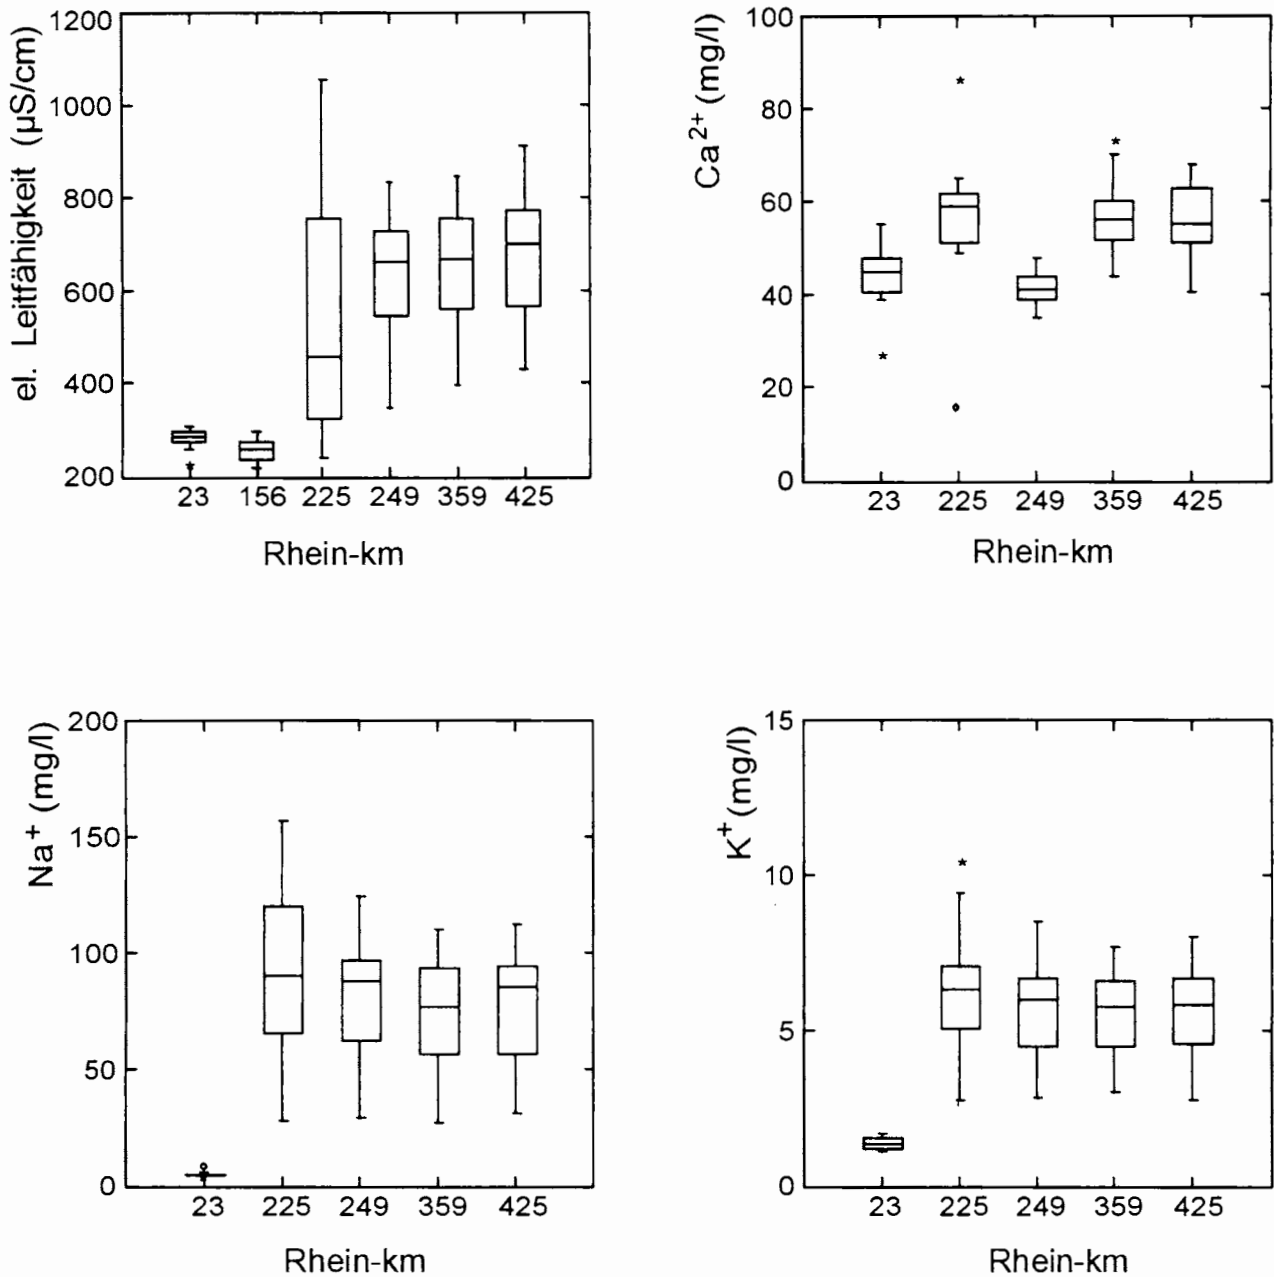 el. Leitfähigkeit (µS/cm)
1200
1000
800
600
400
200
23 156 225 249 359 425
Rhein-km
Ca²⁺ (mg/l)
100
80
60
40
20
0
23 225 249 359 425
Rhein-km
Na⁺ (mg/l)
200
150
100
50
0
23 225 249 359 425
Rhein-km
K⁺ (mg/l)
15
10
5
0
23 225 249 359 425
Rhein-km